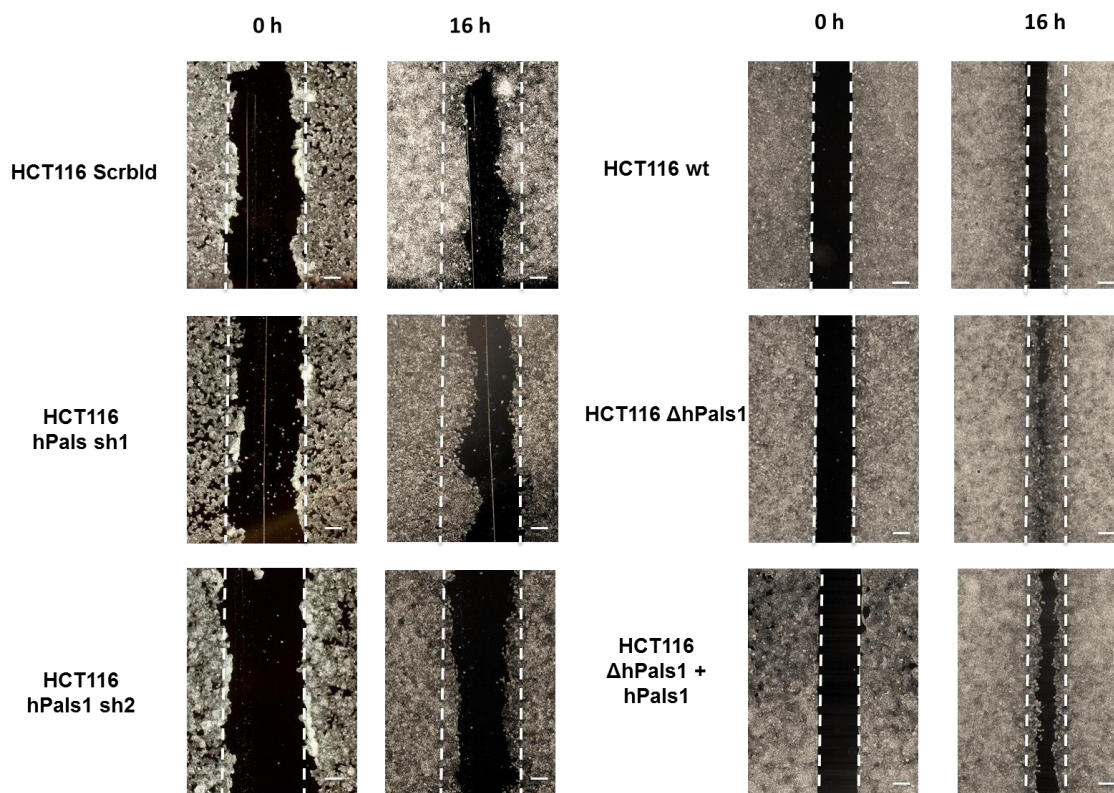 0 h
16 h
0 h
16 h
HCT116 Scrbld
HCT116 wt
HCT116
hPals sh1
HCT116 ΔhPals1
HCT116
hPals1 sh2
HCT116
ΔhPals1 +
hPals1